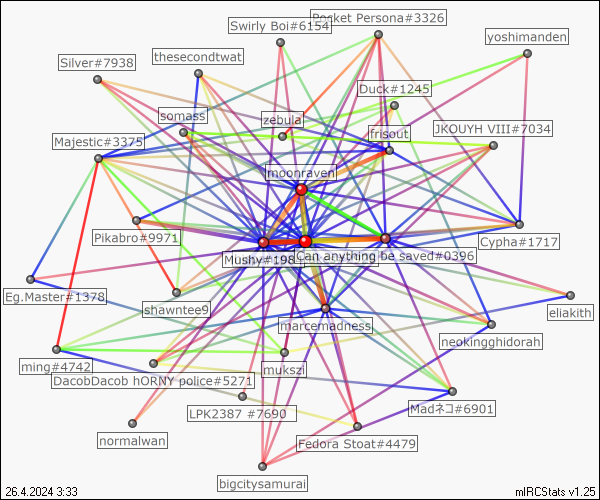 Swirly Boi#6154
Pocket Persona#3326
yoshimanden
thesecondtwat
Silver#7938
Duck#1245
somass
zebula
JKOUYH VIII#7034
frisout
Majestic#3375
moonraven
Pikabro#9971
Cypha#1717
Mushy#198
Can anything be saved#0396
Eg.Master#1378
shawntee9
eliakith
marcemadness
neokingghidorah
ming#4742
mukszi
DacobDacob hORNY police#5271
Madネコ#6901
LPK2387 #7690
normalwan
Fedora Stoat#4479
bigcitysamurai
26.4.2024 3:33
mIRCStats v1.25